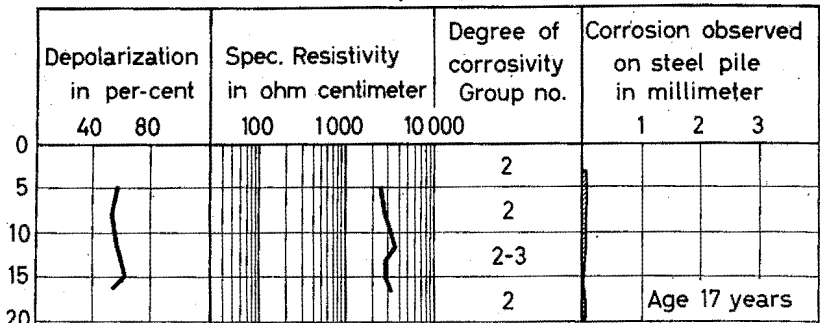 Depolarization
in per-cent
Spec. Resistivity
in ohm centimeter
Degree of
corrosivity
Group no.
Corrosion observed
on steel pile
in millimeter
40 80
100 1000 10 000
1 2 3
0
5
10
15
20
2
2
2-3
2
Age 17 years